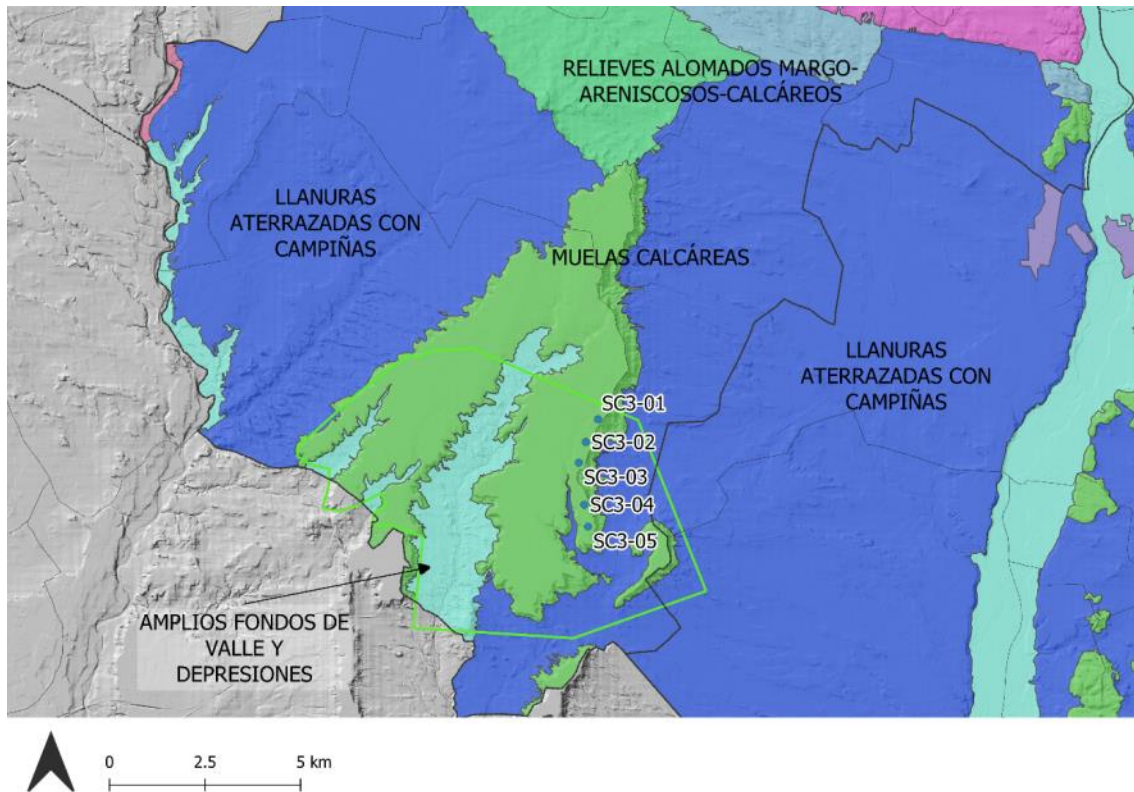 RELIEVES ALOMADOS MARGO-
ARENISCOSOS-CALCÁREOS
LLANURAS
ATERRAZADAS CON
CAMPIÑAS
MUELAS CALCÁREAS
LLANURAS
ATERRAZADAS CON
CAMPIÑAS
SC3-01
SC3-02
SC3-03
SC3-04
SC3-05
AMPLIOS FONDOS DE
VALLE Y
DEPRESIONES
0 2.5 5 km